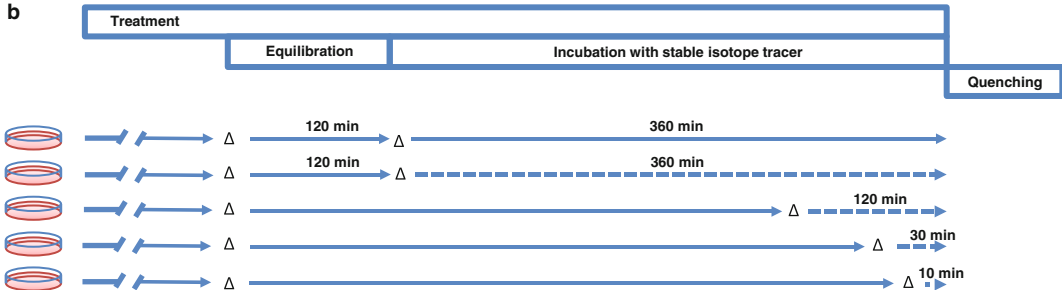 b
Treatment
Equilibration
Incubation with stable isotope tracer
Quenching
Δ 120 min Δ 360 min
Δ 120 min Δ 360 min
Δ Δ 120 min
Δ Δ 30 min
Δ Δ 10 min